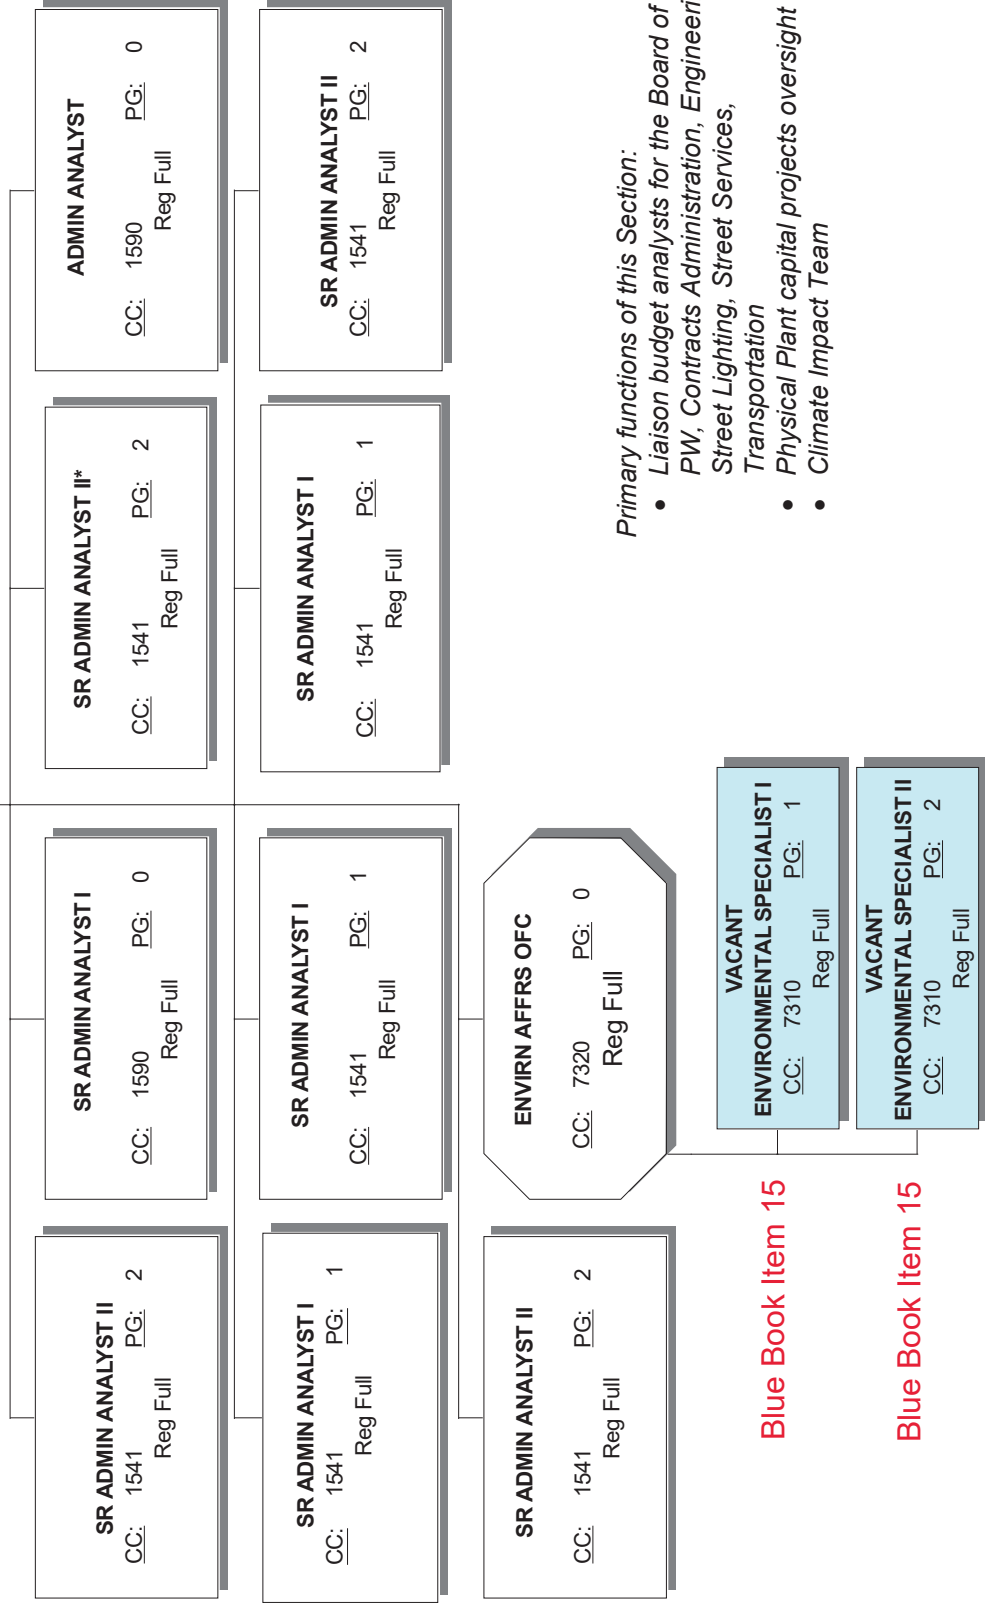 SR ADMIN ANALYST II
CC: 1541 PG: 2
Reg Full
SR ADMIN ANALYST I
CC: 1590 PG: 0
Reg Full
SR ADMIN ANALYST II*
CC: 1541 PG: 2
Reg Full
ADMIN ANALYST
CC: 1590 PG: 0
Reg Full
SR ADMIN ANALYST I
CC: 1541 PG: 1
Reg Full
SR ADMIN ANALYST I
CC: 1541 PG: 1
Reg Full
SR ADMIN ANALYST I
CC: 1541 PG: 1
Reg Full
SR ADMIN ANALYST II
CC: 1541 PG: 2
Reg Full
SR ADMIN ANALYST II
CC: 1541 PG: 2
Reg Full
ENVIRN AFFRS OFC
CC: 7320 PG: 0
Reg Full
Primary functions of this Section:
• Liaison budget analysts for the Board of
PW, Contracts Administration, Engineeri
Street Lighting, Street Services,
Transportation
• Physical Plant capital projects oversight
• Climate Impact Team
Blue Book Item 15
VACANT
ENVIRONMENTAL SPECIALIST I
CC: 7310 PG: 1
Reg Full
Blue Book Item 15
VACANT
ENVIRONMENTAL SPECIALIST II
CC: 7310 PG: 2
Reg Full